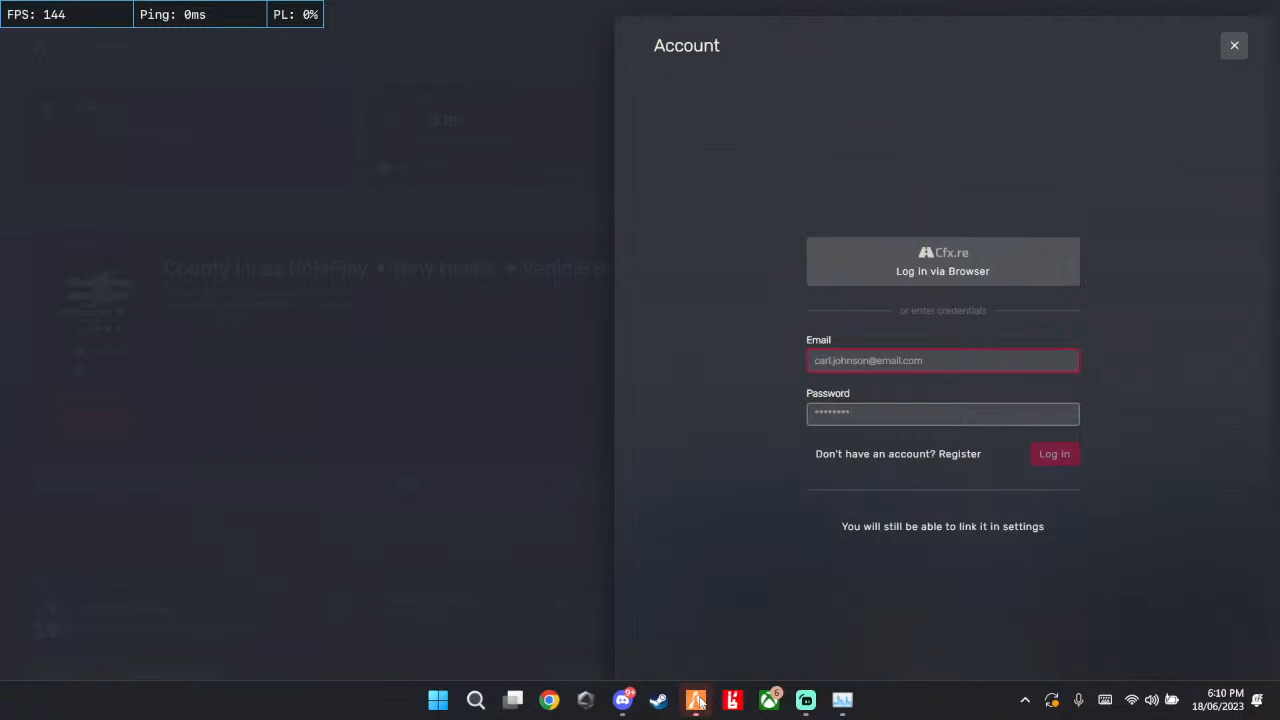 FPS: 144 Ping: 0ms PL: 0%
Account
Cfx.re
Log in via Browser
or enter credentials
Email
carl.johnson@email.com
Password
********
Don't have an account? Register Log in
You will still be able to link it in settings
9+
6
6:10 PM
18/06/2023